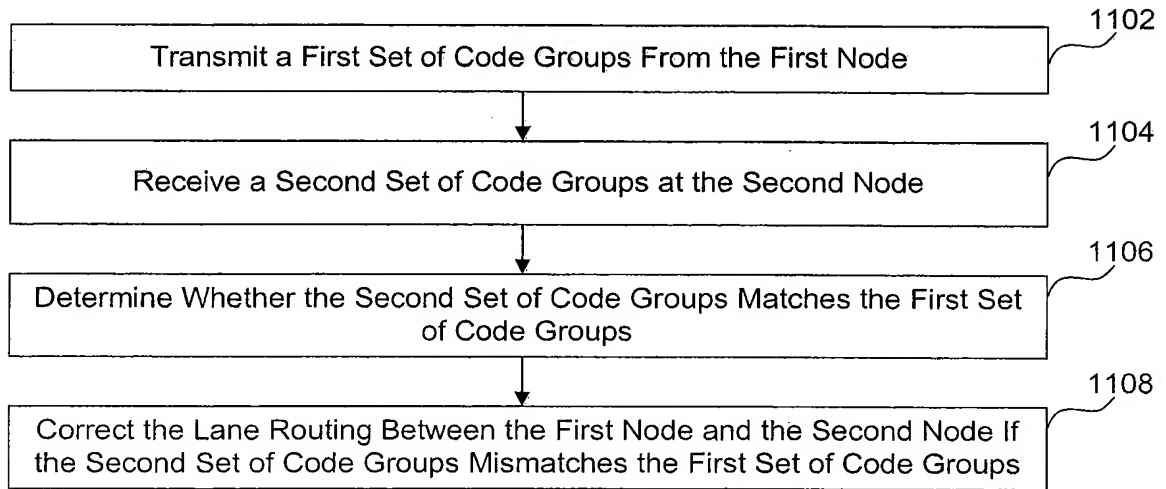 1102
Transmit a First Set of Code Groups From the First Node
1104
Receive a Second Set of Code Groups at the Second Node
1106
Determine Whether the Second Set of Code Groups Matches the First Set
of Code Groups
1108
Correct the Lane Routing Between the First Node and the Second Node If
the Second Set of Code Groups Mismatches the First Set of Code Groups